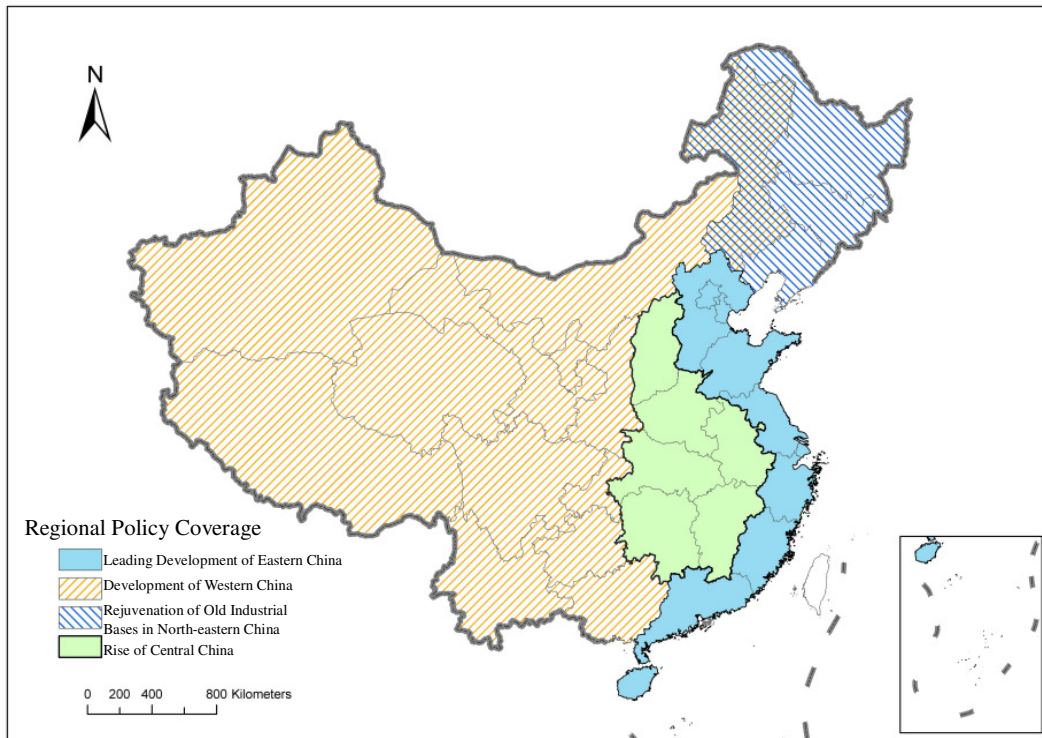 N
Regional Policy Coverage
Leading Development of Eastern China
Development of Western China
Rejuvenation of Old Industrial
Bases in North-eastern China
Rise of Central China
0 200 400 800 Kilometers